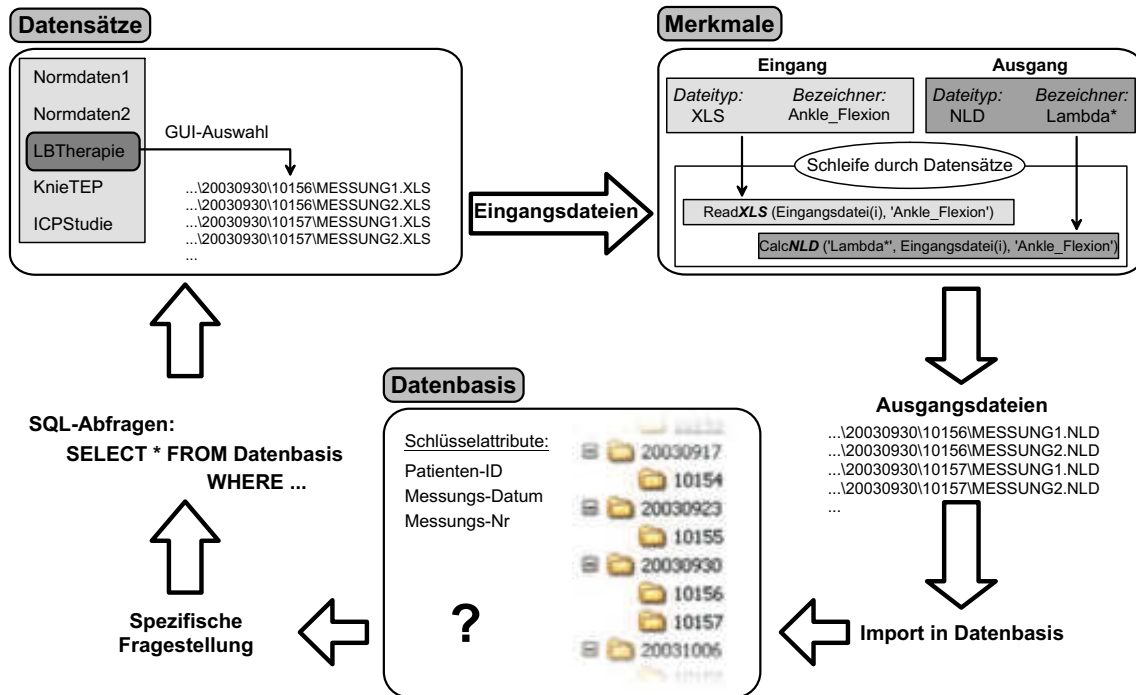 Datensätze
Normdaten1
Normdaten2
LBTherapie
KnieTEP
ICPStudie
GUI-Auswahl
...\20030930\10156\MESSUNG1.XLS
...\20030930\10156\MESSUNG2.XLS
...\20030930\10157\MESSUNG1.XLS
...\20030930\10157\MESSUNG2.XLS
...
Eingangsdateien
Merkmale
Eingang
Dateityp: Bezeichner:
XLS Ankle_Flexion
Ausgang
Dateityp: Bezeichner:
NLD Lambda*
Schleife durch Datensätze
ReadXLS (Eingangsdatei(i), 'Ankle_Flexion')
CalcNLD ('Lambda*', Eingangsdatei(i), 'Ankle_Flexion')
Ausgangsdateien
...\20030930\10156\MESSUNG1.NLD
...\20030930\10156\MESSUNG2.NLD
...\20030930\10157\MESSUNG1.NLD
...\20030930\10157\MESSUNG2.NLD
...
Import in Datenbasis
Datenbasis
Schlüsselattribute:
Patienten-ID
Messungs-Datum
Messungs-Nr
?
20030917
10154
20030923
10155
20030930
10156
10157
20031006
Spezifische
Fragestellung
SQL-Abfragen:
SELECT * FROM Datenbasis
WHERE ...